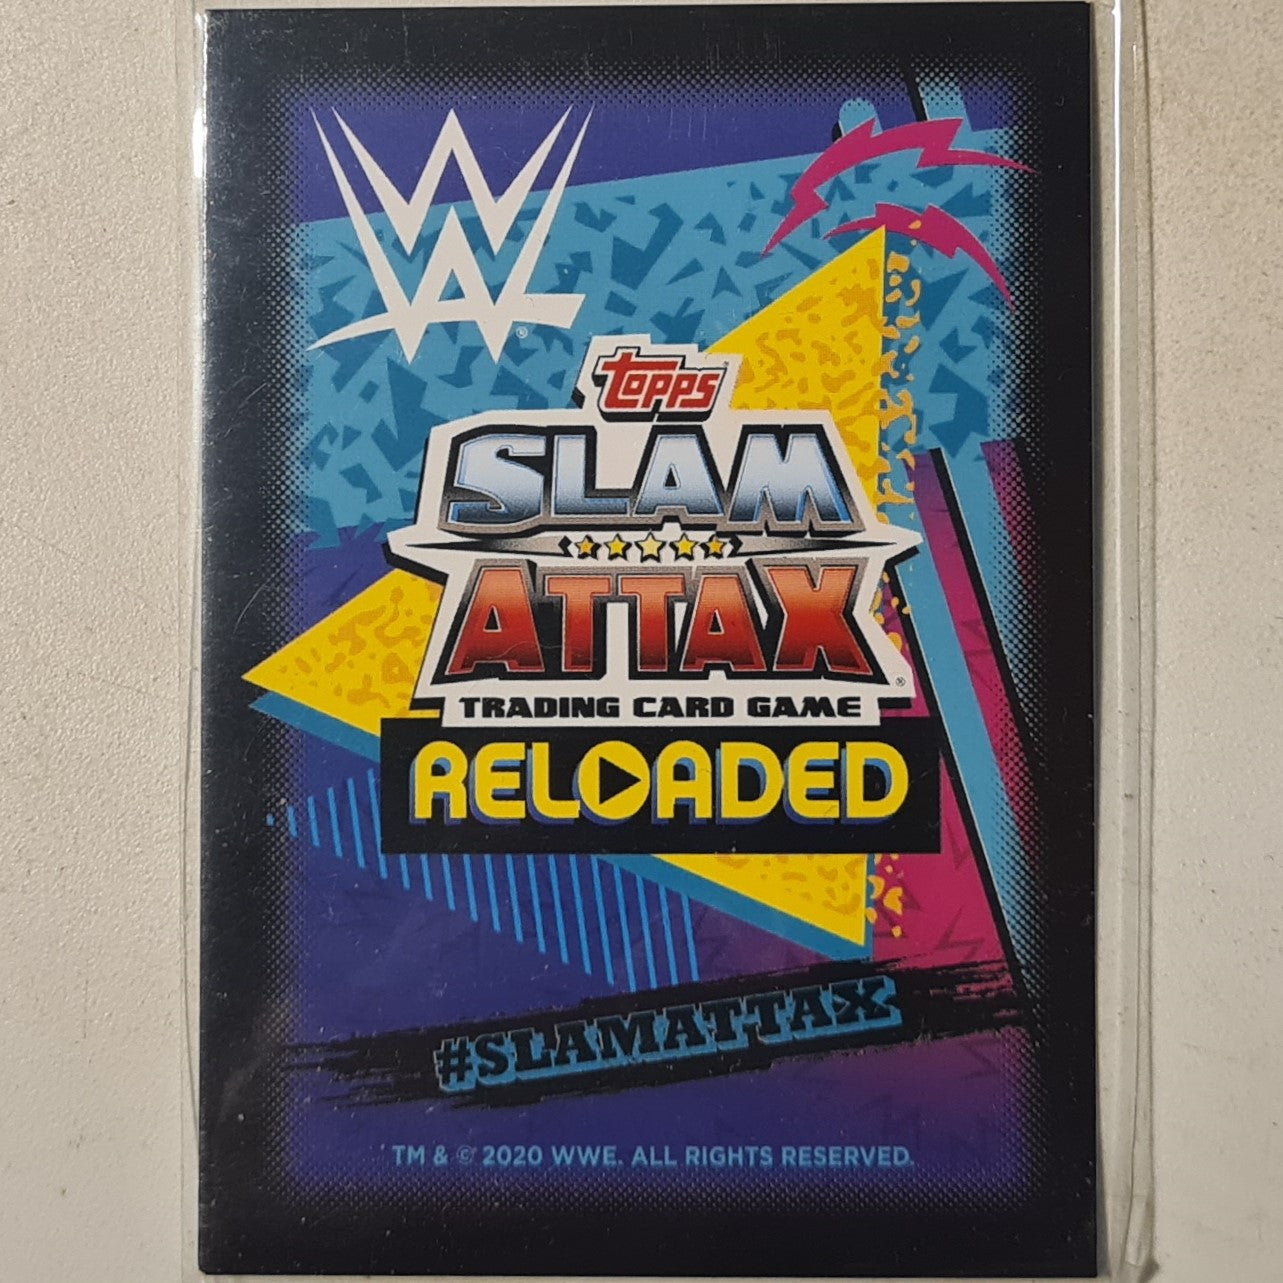 W
TOPPS
SLAM
ATTAX
®
TRADING CARD GAME
RELOADED
#SLAMATTAX
TM & © 2020 WWE. ALL RIGHTS RESERVED.